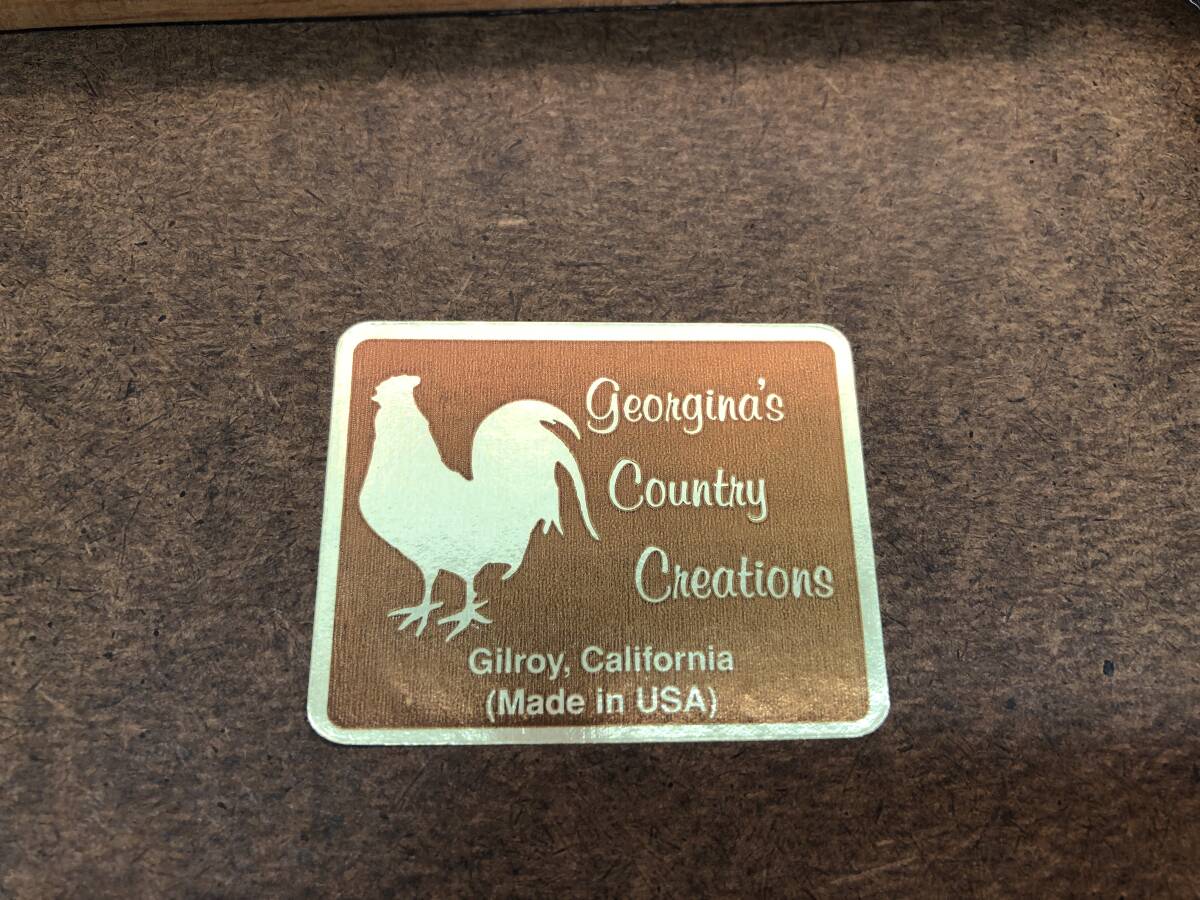 Georgina's
Country
Creations
Gilroy, California
(Made in USA)